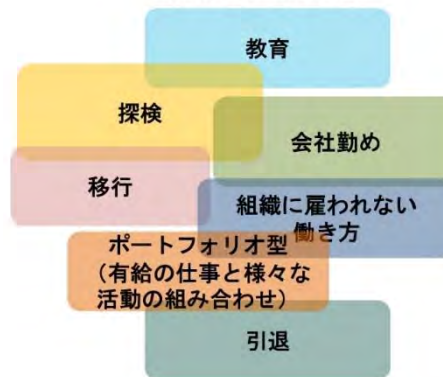 教育
探検
会社勤め
移行
組織に雇われない
働き方
ポートフォリオ型
（有給の仕事と様々な
活動の組み合わせ）
引退